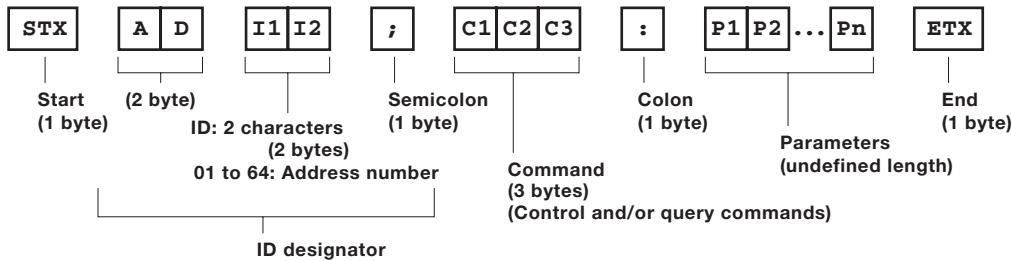 STX A D I1 I2 ; C1 C2 C3 : P1 P2 ... Pn ETX
Start (2 byte) Semicolon Colon End
(1 byte) ID: 2 characters (1 byte) (1 byte) Parameters (1 byte)
(2 bytes) (undefined length)
01 to 64: Address number Command
(3 bytes)
(Control and/or query commands)
ID designator